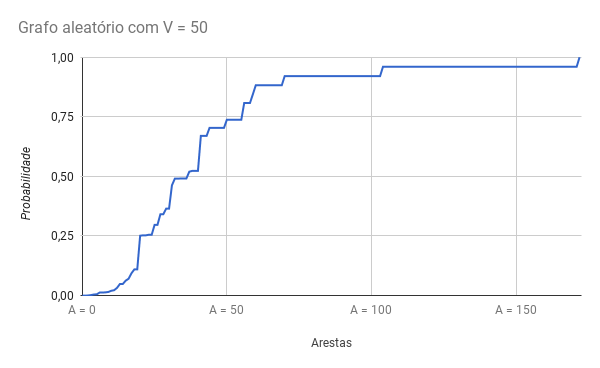 Grafo aleatório com V = 50
1,00
0,75
0,50
0,25
0,00
Probabilidade
A = 0
A = 50
A = 100
A = 150
Arestas